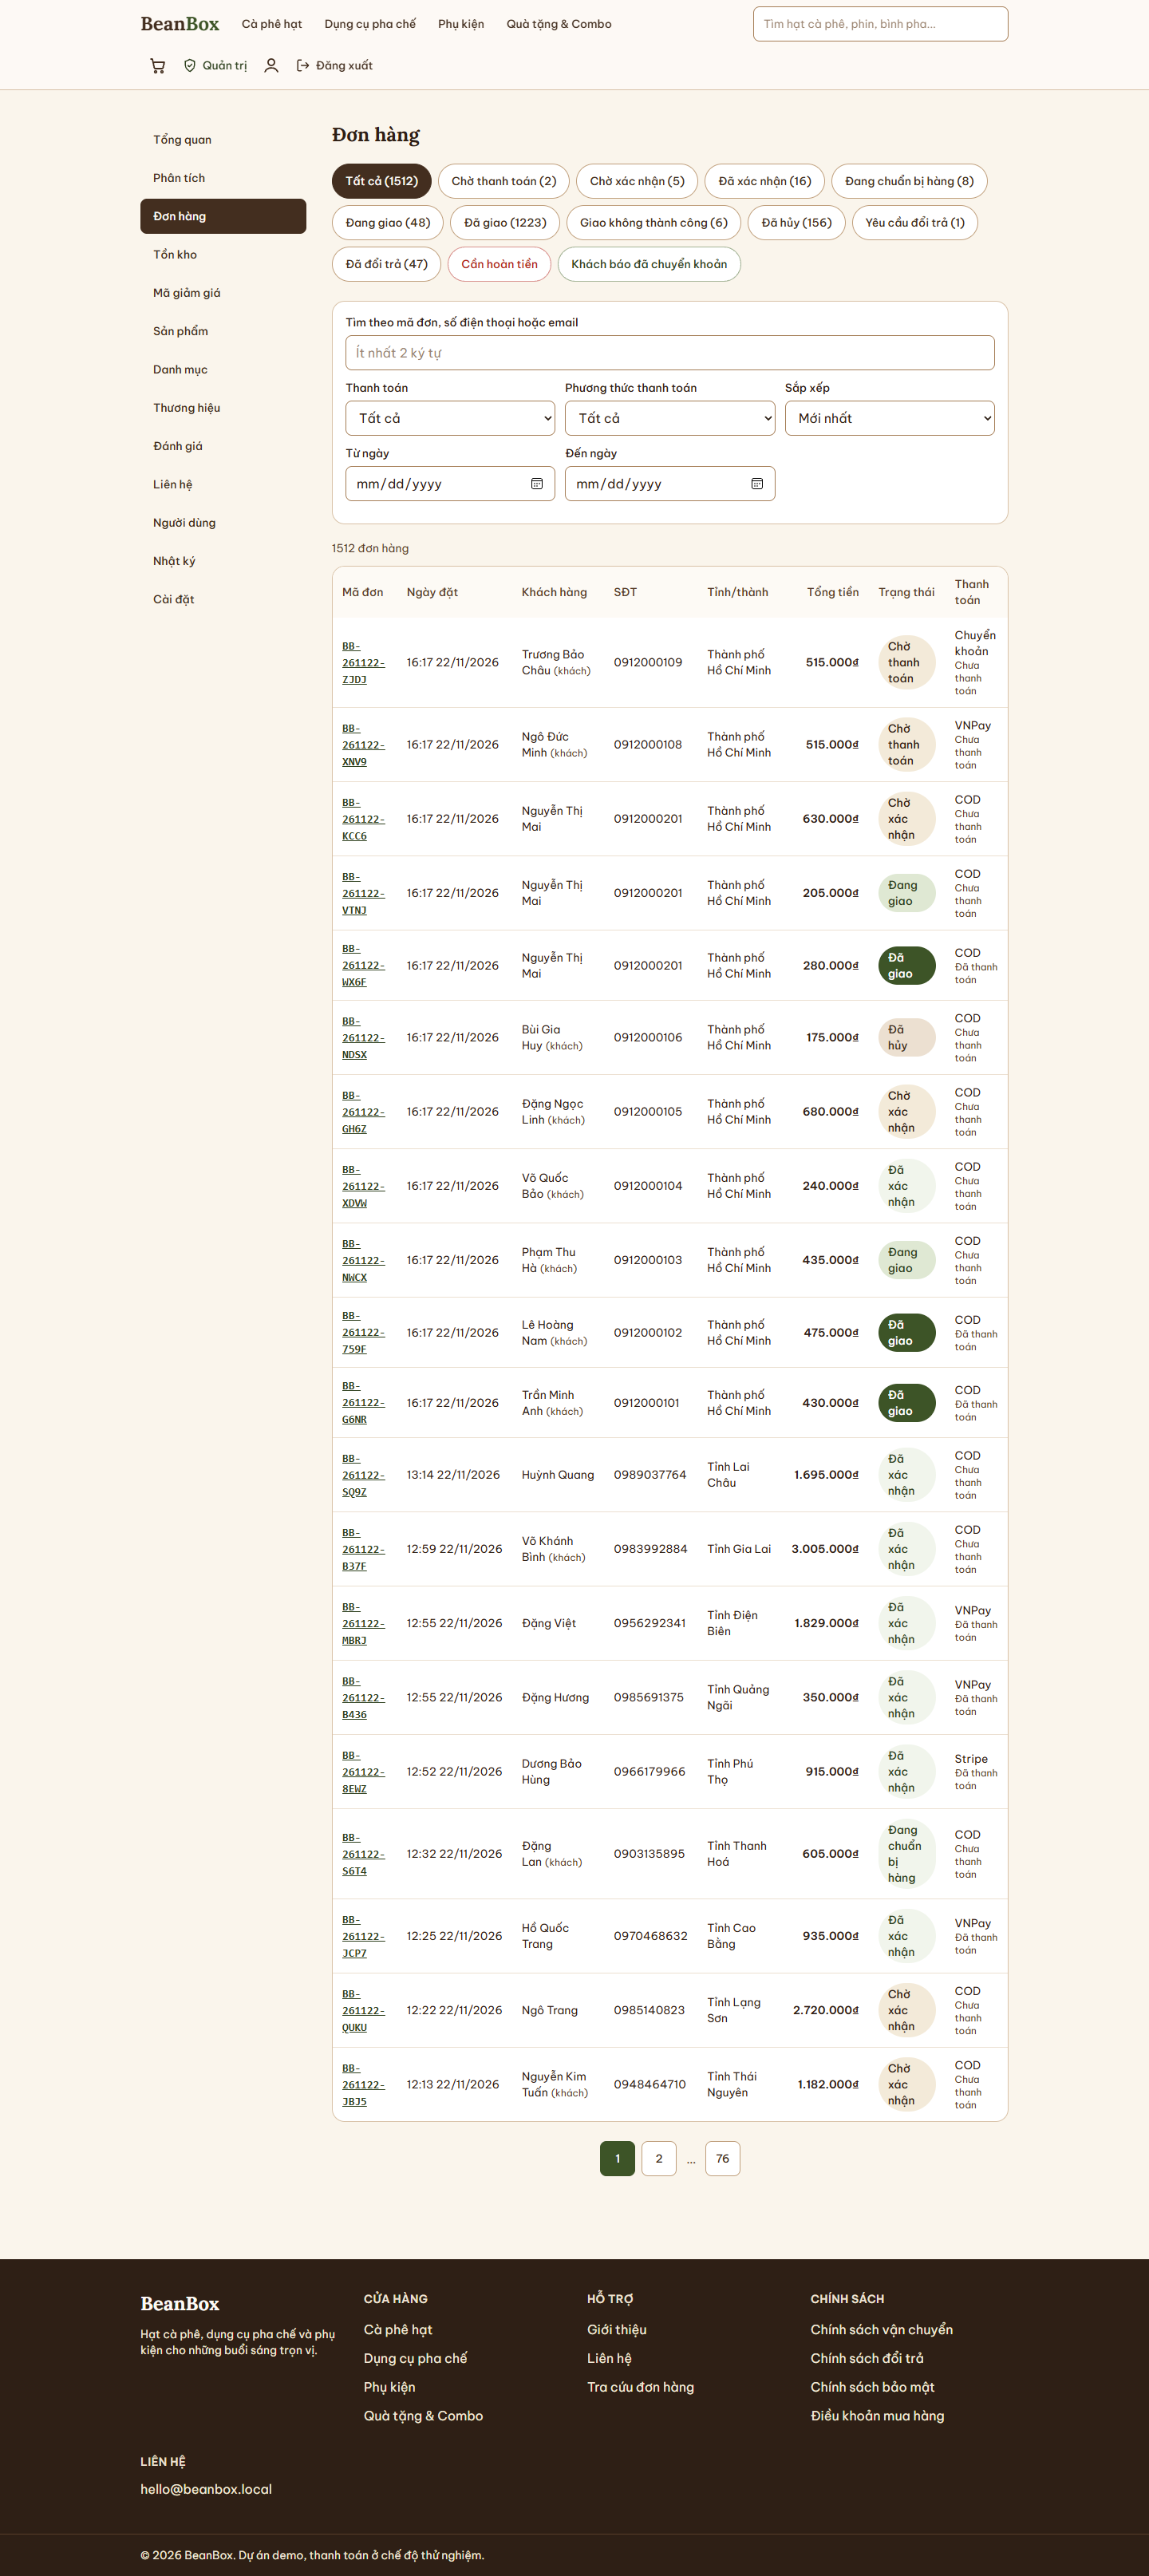 BeanBox Cà phê hạt Dụng cụ pha chế Phụ kiện Quà tặng & Combo Tìm hạt cà phê, phin, bình pha...
Quản trị Đăng xuất
Tổng quan
Phân tích
Đơn hàng
Tồn kho
Mã giảm giá
Sản phẩm
Danh mục
Thương hiệu
Đánh giá
Liên hệ
Người dùng
Nhật ký
Cài đặt
Đơn hàng
Tất cả (1512) Chờ thanh toán (2) Chờ xác nhận (5) Đã xác nhận (16) Đang chuẩn bị hàng (8)
Đang giao (48) Đã giao (1223) Giao không thành công (6) Đã hủy (156) Yêu cầu đổi trả (1)
Đã đổi trả (47) Cần hoàn tiền Khách báo đã chuyển khoản
Tìm theo mã đơn, số điện thoại hoặc email
Ít nhất 2 ký tự
Thanh toán Phương thức thanh toán Sắp xếp
Tất cả Tất cả Mới nhất
Từ ngày Đến ngày
mm/dd/yyyy mm/dd/yyyy
1512 đơn hàng
Mã đơn Ngày đặt Khách hàng SĐT Tỉnh/thành Tổng tiền Trạng thái Thanh toán
BB-261122-ZJDJ 16:17 22/11/2026 Trương Bảo Châu (khách) 0912000109 Thành phố Hồ Chí Minh 515.000₫ Chờ thanh toán Chuyển khoản Chưa thanh toán
BB-261122-XNV9 16:17 22/11/2026 Ngô Đức Minh (khách) 0912000108 Thành phố Hồ Chí Minh 515.000₫ Chờ thanh toán VNPay Chưa thanh toán
BB-261122-KCC6 16:17 22/11/2026 Nguyễn Thị Mai 0912000201 Thành phố Hồ Chí Minh 630.000₫ Chờ xác nhận COD Chưa thanh toán
BB-261122-VTNJ 16:17 22/11/2026 Nguyễn Thị Mai 0912000201 Thành phố Hồ Chí Minh 205.000₫ Đang giao COD Chưa thanh toán
BB-261122-WX6F 16:17 22/11/2026 Nguyễn Thị Mai 0912000201 Thành phố Hồ Chí Minh 280.000₫ Đã giao COD Đã thanh toán
BB-261122-NDSX 16:17 22/11/2026 Bùi Gia Huy (khách) 0912000106 Thành phố Hồ Chí Minh 175.000₫ Đã hủy COD Chưa thanh toán
BB-261122-GH6Z 16:17 22/11/2026 Đặng Ngọc Linh (khách) 0912000105 Thành phố Hồ Chí Minh 680.000₫ Chờ xác nhận COD Chưa thanh toán
BB-261122-XDVW 16:17 22/11/2026 Võ Quốc Bảo (khách) 0912000104 Thành phố Hồ Chí Minh 240.000₫ Đã xác nhận COD Chưa thanh toán
BB-261122-NWCX 16:17 22/11/2026 Phạm Thu Hà (khách) 0912000103 Thành phố Hồ Chí Minh 435.000₫ Đang giao COD Chưa thanh toán
BB-261122-759F 16:17 22/11/2026 Lê Hoàng Nam (khách) 0912000102 Thành phố Hồ Chí Minh 475.000₫ Đã giao COD Đã thanh toán
BB-261122-G6NR 16:17 22/11/2026 Trần Minh Anh (khách) 0912000101 Thành phố Hồ Chí Minh 430.000₫ Đã giao COD Đã thanh toán
BB-261122-SQ9Z 13:14 22/11/2026 Huỳnh Quang 0989037764 Tỉnh Lai Châu 1.695.000₫ Đã xác nhận COD Chưa thanh toán
BB-261122-B37F 12:59 22/11/2026 Võ Khánh Bình (khách) 0983992884 Tỉnh Gia Lai 3.005.000₫ Đã xác nhận COD Chưa thanh toán
BB-261122-MBRJ 12:55 22/11/2026 Đặng Việt 0956292341 Tỉnh Điện Biên 1.829.000₫ Đã xác nhận VNPay Đã thanh toán
BB-261122-B436 12:55 22/11/2026 Đặng Hương 0985691375 Tỉnh Quảng Ngãi 350.000₫ Đã xác nhận VNPay Đã thanh toán
BB-261122-8EWZ 12:52 22/11/2026 Dương Bảo Hùng 0966179966 Tỉnh Phú Thọ 915.000₫ Đã xác nhận Stripe Đã thanh toán
BB-261122-S6T4 12:32 22/11/2026 Đặng Lan (khách) 0903135895 Tỉnh Thanh Hoá 605.000₫ Đang chuẩn bị hàng COD Chưa thanh toán
BB-261122-JCP7 12:25 22/11/2026 Hồ Quốc Trang 0970468632 Tỉnh Cao Bằng 935.000₫ Đã xác nhận VNPay Đã thanh toán
BB-261122-QUKU 12:22 22/11/2026 Ngô Trang 0985140823 Tỉnh Lạng Sơn 2.720.000₫ Chờ xác nhận COD Chưa thanh toán
BB-261122-JBJ5 12:13 22/11/2026 Nguyễn Kim Tuấn (khách) 0948464710 Tỉnh Thái Nguyên 1.182.000₫ Chờ xác nhận COD Chưa thanh toán
1 2 … 76
BeanBox
Hạt cà phê, dụng cụ pha chế và phụ
kiện cho những buổi sáng trọn vị.
CỬA HÀNG
Cà phê hạt
Dụng cụ pha chế
Phụ kiện
Quà tặng & Combo
HỖ TRỢ
Giới thiệu
Liên hệ
Tra cứu đơn hàng
CHÍNH SÁCH
Chính sách vận chuyển
Chính sách đổi trả
Chính sách bảo mật
Điều khoản mua hàng
LIÊN HỆ
hello@beanbox.local
© 2026 BeanBox. Dự án demo, thanh toán ở chế độ thử nghiệm.